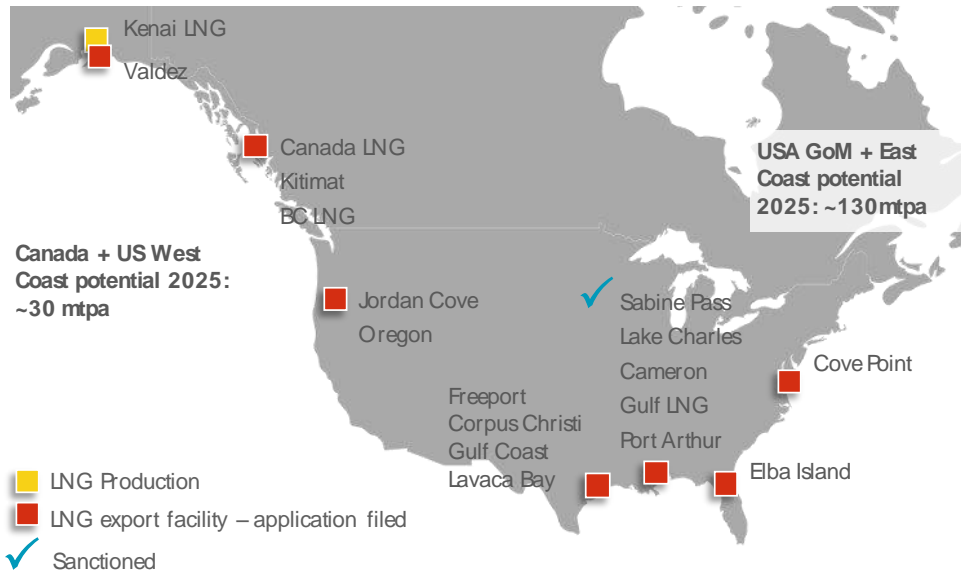 Kenai LNG
Valdez
Canada LNG
Kitimat
BC LNG
USA GoM + East
Coast potential
2025: ~130mtpa
Canada + US West
Coast potential 2025:
~30 mtpa
Jordan Cove
Oregon
Sabine Pass
Lake Charles
Cameron
Gulf LNG
Port Arthur
Cove Point
Freeport
Corpus Christi
Gulf Coast
Lavaca Bay
Elba Island
LNG Production
LNG export facility – application filed
Sanctioned